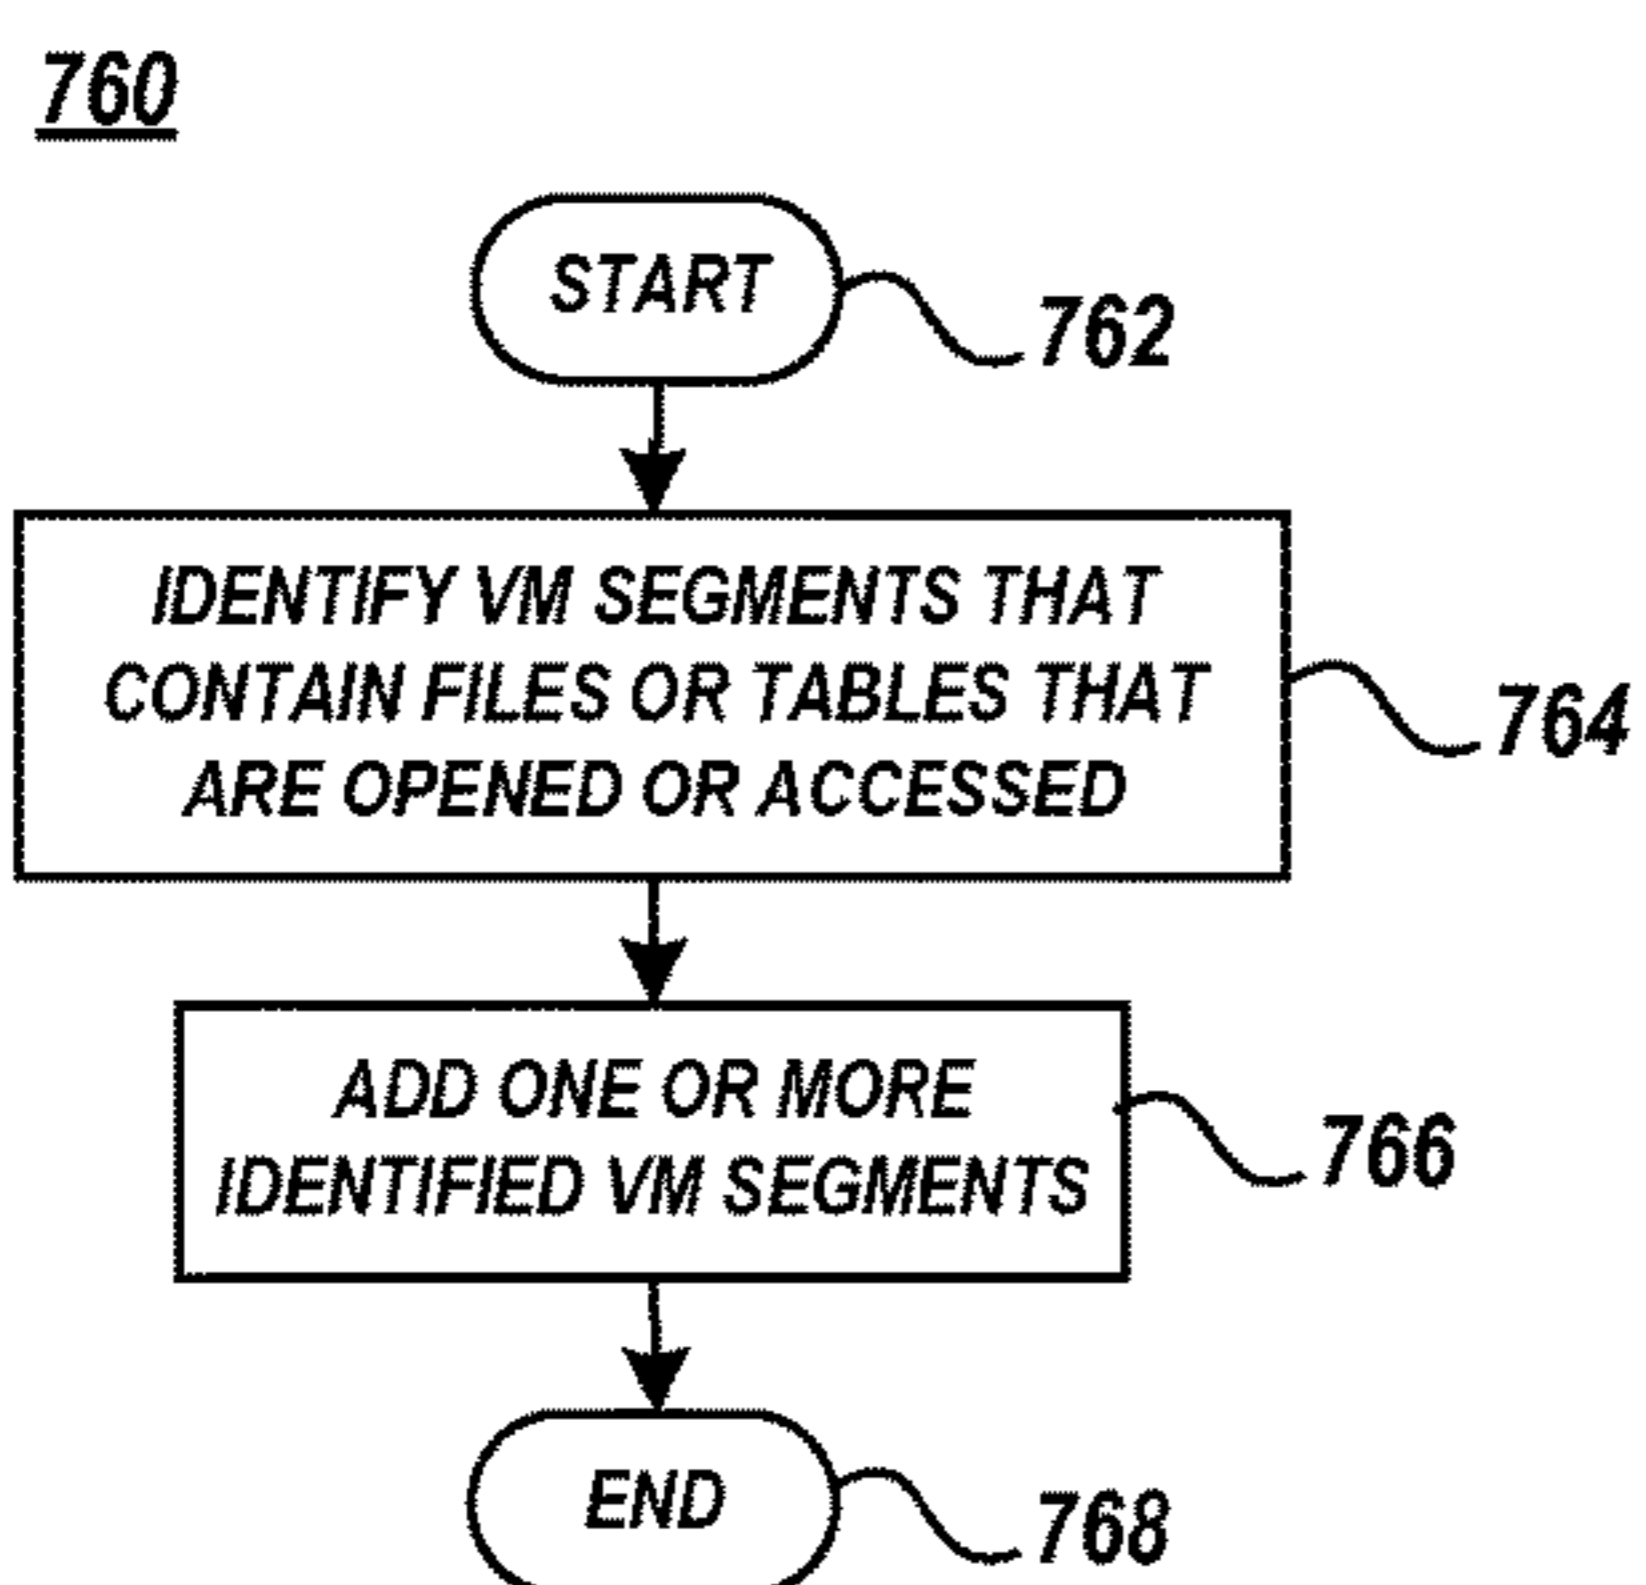 760
START
762
IDENTIFY VM SEGMENTS THAT
CONTAIN FILES OR TABLES THAT
ARE OPENED OR ACCESSED
764
ADD ONE OR MORE
IDENTIFIED VM SEGMENTS
766
END
768